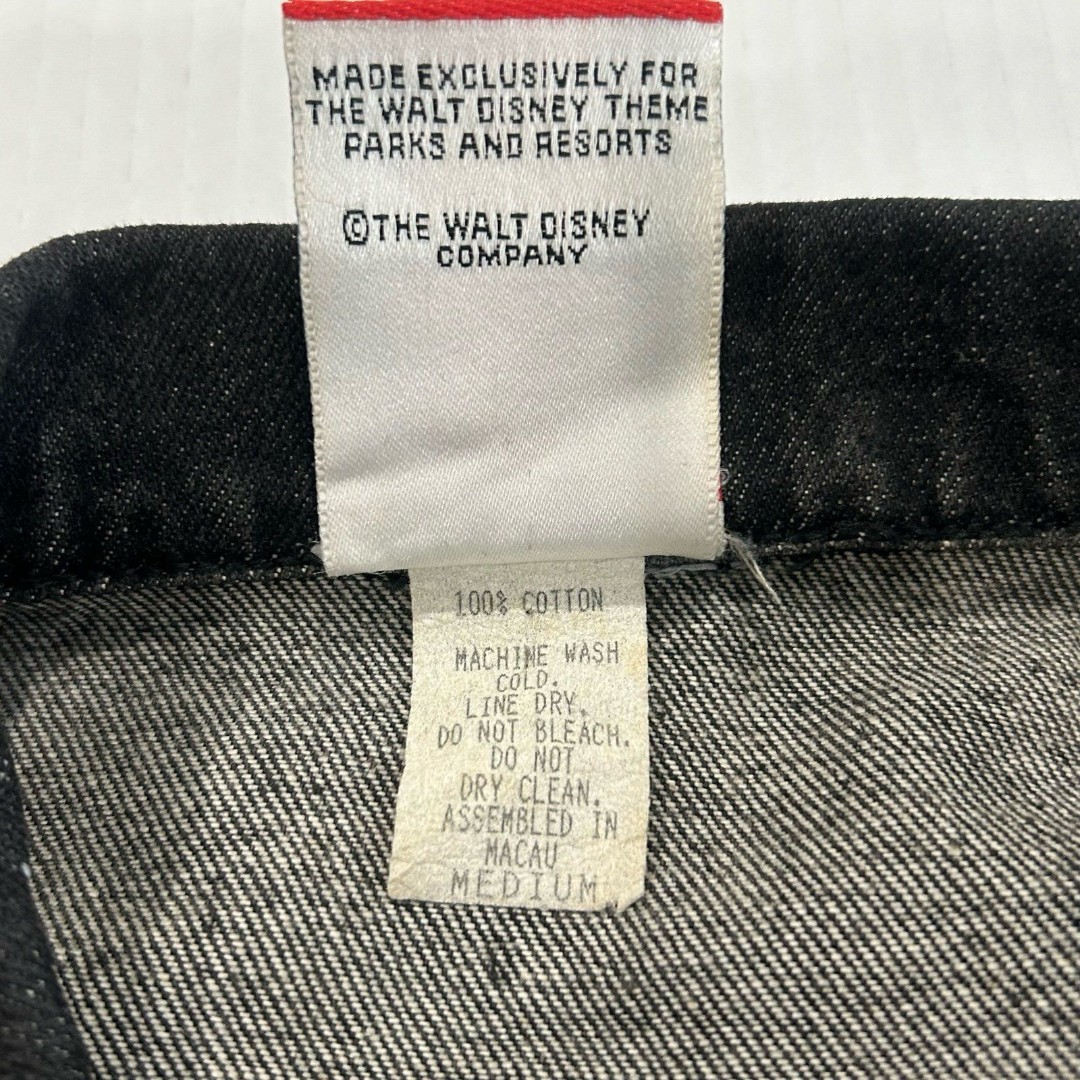 MADE EXCLUSIVELY FOR
THE WALT DISNEY THEME
PARKS AND RESORTS
©THE WALT DISNEY
COMPANY
100% COTTON
MACHINE WASH
COLD.
LINE DRY.
DO NOT BLEACH.
DO NOT
DRY CLEAN.
ASSEMBLED IN
MACAU
MEDIUM